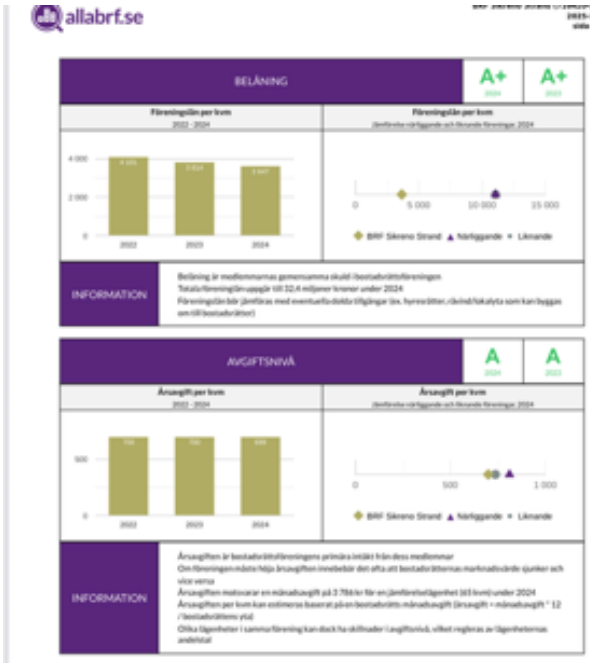 allabrf.se
BRF Sikreno Strand
2025-
sida
BELÅNING
A+
2024
A+
2023
Föreningslån per kvm
2022 - 2024
Föreningslån per kvm
Jämförelse närliggande och liknande föreningar, 2024
4 000
2 000
0
2022
2023
2024
0
5 000
10 000
15 000
BRF Sikreno Strand
Närliggande
Liknande
INFORMATION
Belåning är medlemmarnas gemensamma skuld i bostadsrättsföreningen
Totala föreningslån uppgår till 32,4 miljoner kronor under 2024
Föreningslån bör jämföras med eventuella dolda tillgångar (ex. hyresrätter, råvind/lokalyta som kan byggas
om till bostadsrätter)
AVGIFTSNIVÅ
A
2024
A
2023
Årsavgift per kvm
2022 - 2024
Årsavgift per kvm
Jämförelse närliggande och liknande föreningar, 2024
500
0
2022
2023
2024
0
500
1 000
BRF Sikreno Strand
Närliggande
Liknande
INFORMATION
Årsavgiften är bostadsrättsföreningens primära intäkt från dess medlemmar
Om föreningen måste höja årsavgiften innebär det ofta att bostadsrätternas marknadsvärde sjunker och
vice versa
Årsavgiften motsvarar en månadsavgift på 3 786 kr för en jämförelselägenhet (65 kvm) under 2024
Årsavgiften per kvm kan estimeras baserat på en bostadsrätts månadsavgift (årsavgift = månadsavgift * 12
/ bostadsrättens yta)
Olika lägenheter i samma förening kan dock ha skillnader i avgiftsnivå, vilket regleras av lägenheternas
andelstal